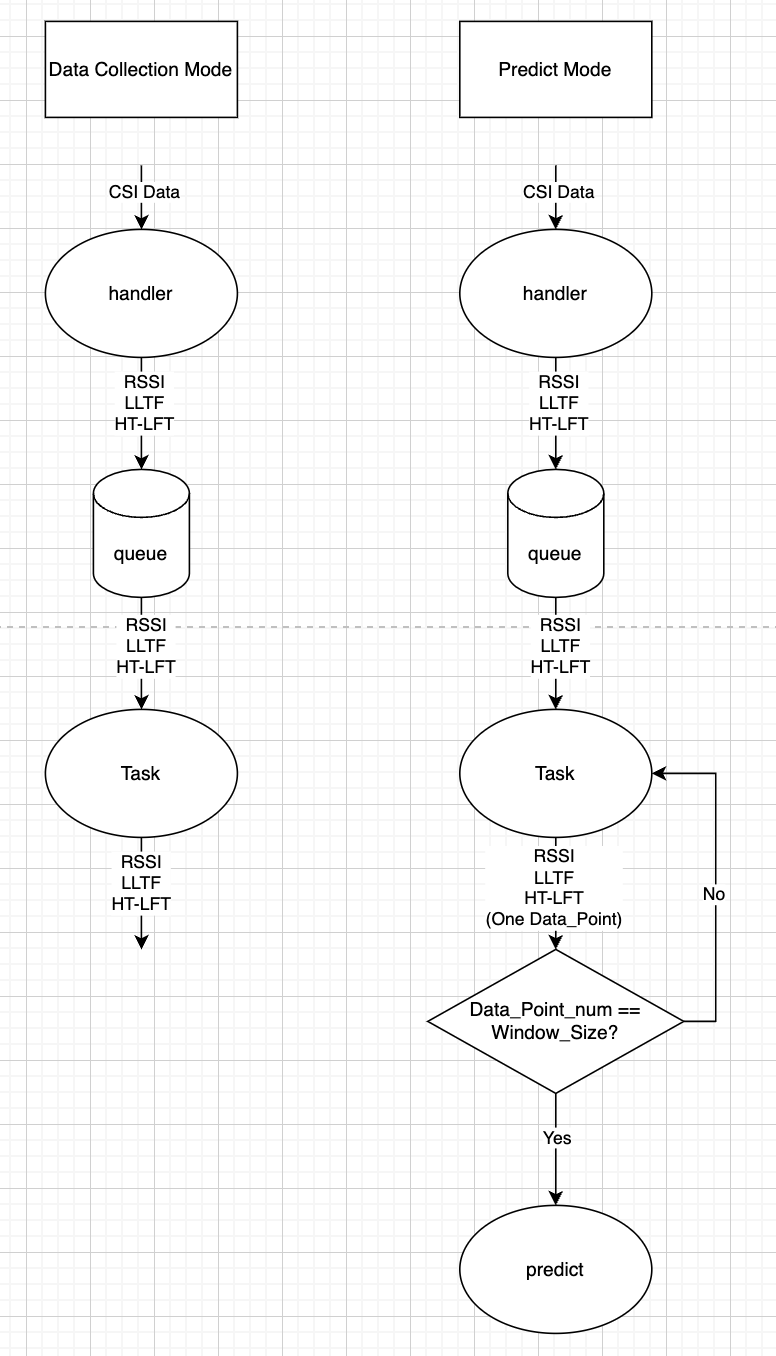 Data Collection Mode
CSI Data
handler
RSSI
LLTF
HT-LFT
queue
RSSI
LLTF
HT-LFT
Task
RSSI
LLTF
HT-LFT
Predict Mode
CSI Data
handler
RSSI
LLTF
HT-LFT
queue
RSSI
LLTF
HT-LFT
Task
RSSI
LLTF
HT-LFT
(One Data_Point)
No
Data_Point_num ==
Window_Size?
Yes
predict